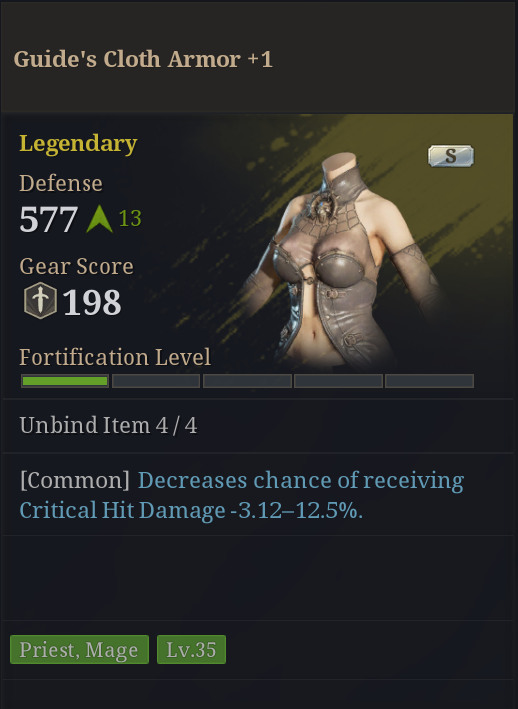 Guide's Cloth Armor +1
Legendary
S
Defense
577 13
Gear Score
198
Fortification Level
Unbind Item 4 / 4
[Common] Decreases chance of receiving
Critical Hit Damage -3.12–12.5%.
Priest, Mage Lv.35